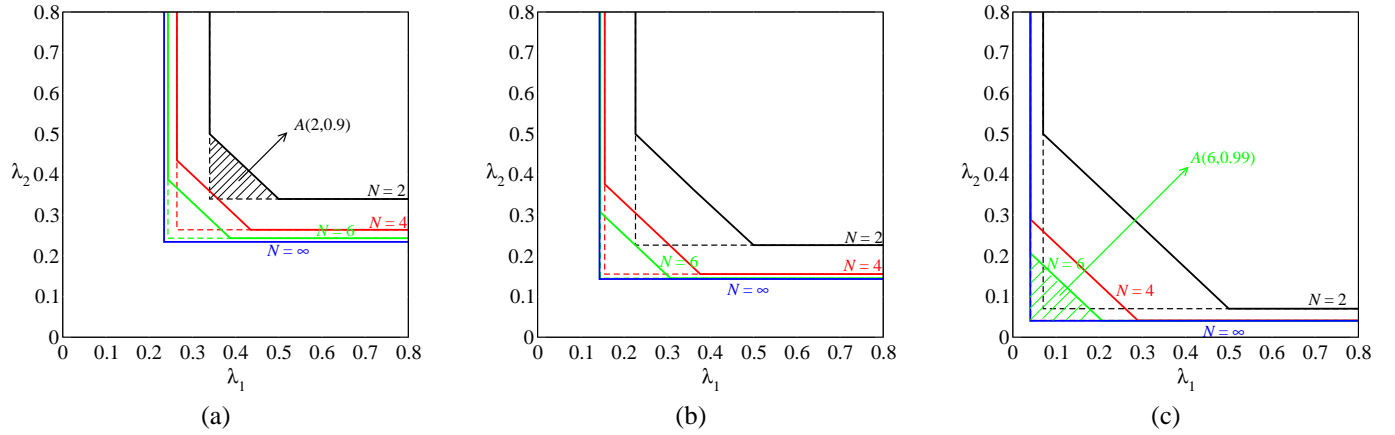 0.8 0.8 0.8
0.7 0.7 0.7
0.6 0.6 0.6
0.5 A(2,0.9) 0.5 0.5
A(6,0.99)
0.4 0.4 0.4
λ2 λ2 λ2
N = 2
0.3 0.3 0.3
N = 4 N = 2
N = 6 N = 6 N = 6
N = ∞ N = 4
0.2 0.2 0.2
N = ∞ N = 4
0.1 0.1 N = 2 0.1
N = ∞
0 0 0
0 0.1 0.2 0.3 0.4 0.5 0.6 0.7 0.8 0 0.1 0.2 0.3 0.4 0.5 0.6 0.7 0.8 0 0.1 0.2 0.3 0.4 0.5 0.6 0.7 0.8
λ1 λ1 λ1
(a) (b) (c)